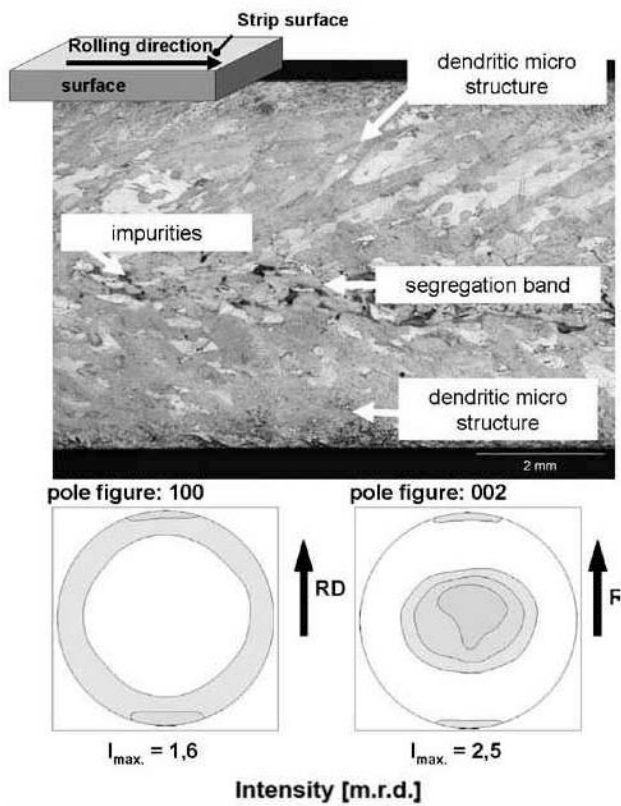 Strip surface
Rolling direction
surface
dendritic micro
structure
impurities
segregation band
dendritic micro
structure
2 mm
pole figure: 100
pole figure: 002
RD
R
Imax. = 1,6
Imax. = 2,5
Intensity [m.r.d.]